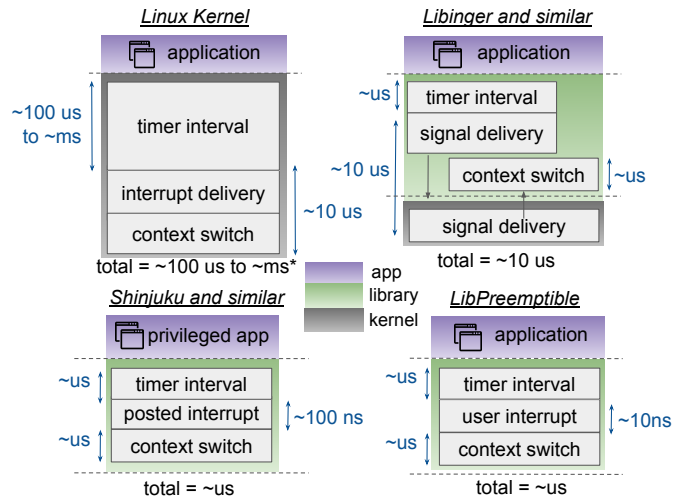 Linux Kernel
application
~100 us
to ~ms
timer interval
interrupt delivery
context switch
~10 us
total = ~100 us to ~ms*
Libinger and similar
application
~us
timer interval
signal delivery
~10 us
context switch
~us
signal delivery
total = ~10 us
app
library
kernel
Shinjuku and similar
privileged app
~us
timer interval
posted interrupt
~100 ns
~us
context switch
total = ~us
LibPreemptible
application
~us
timer interval
user interrupt
~10ns
~us
context switch
total = ~us